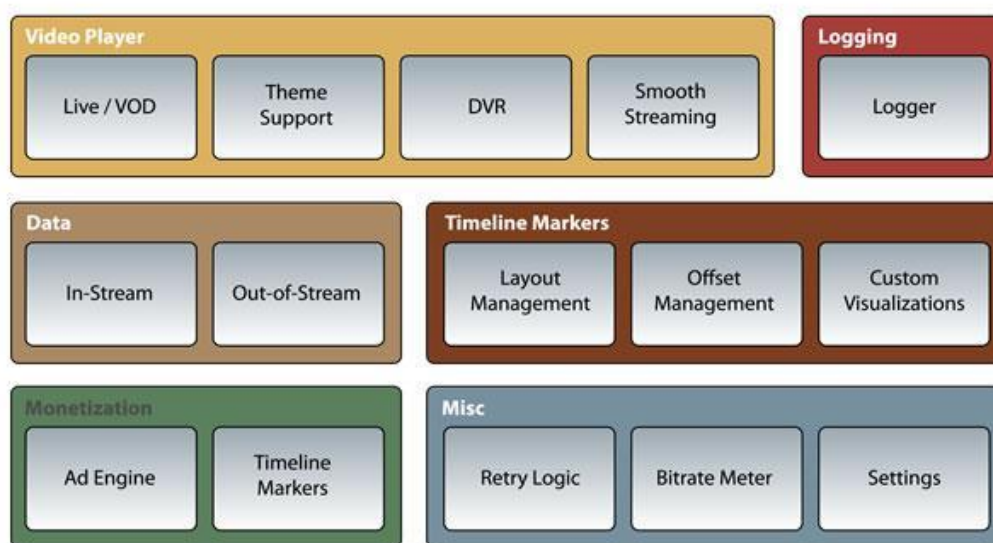 Video Player
Live / VOD
Theme
Support
DVR
Smooth
Streaming
Logging
Logger
Data
In-Stream
Out-of-Stream
Timeline Markers
Layout
Management
Offset
Management
Custom
Visualizations
Monetization
Ad Engine
Timeline
Markers
Misc
Retry Logic
Bitrate Meter
Settings